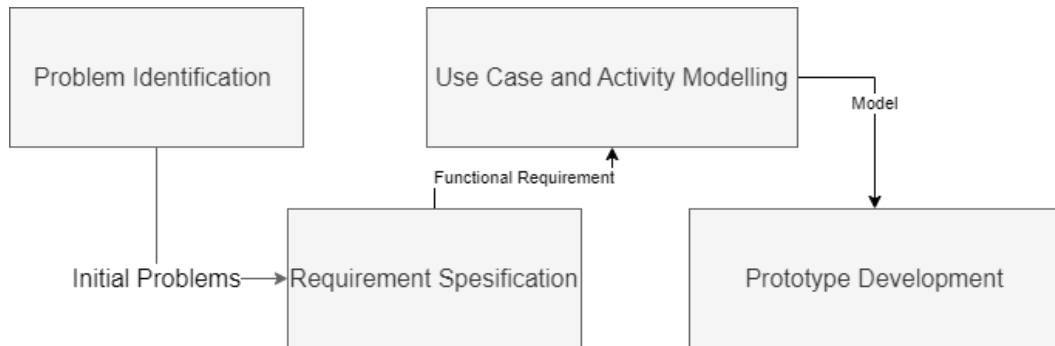 Problem Identification
Use Case and Activity Modelling
Model
Functional Requirement
Initial Problems
Requirement Spesification
Prototype Development